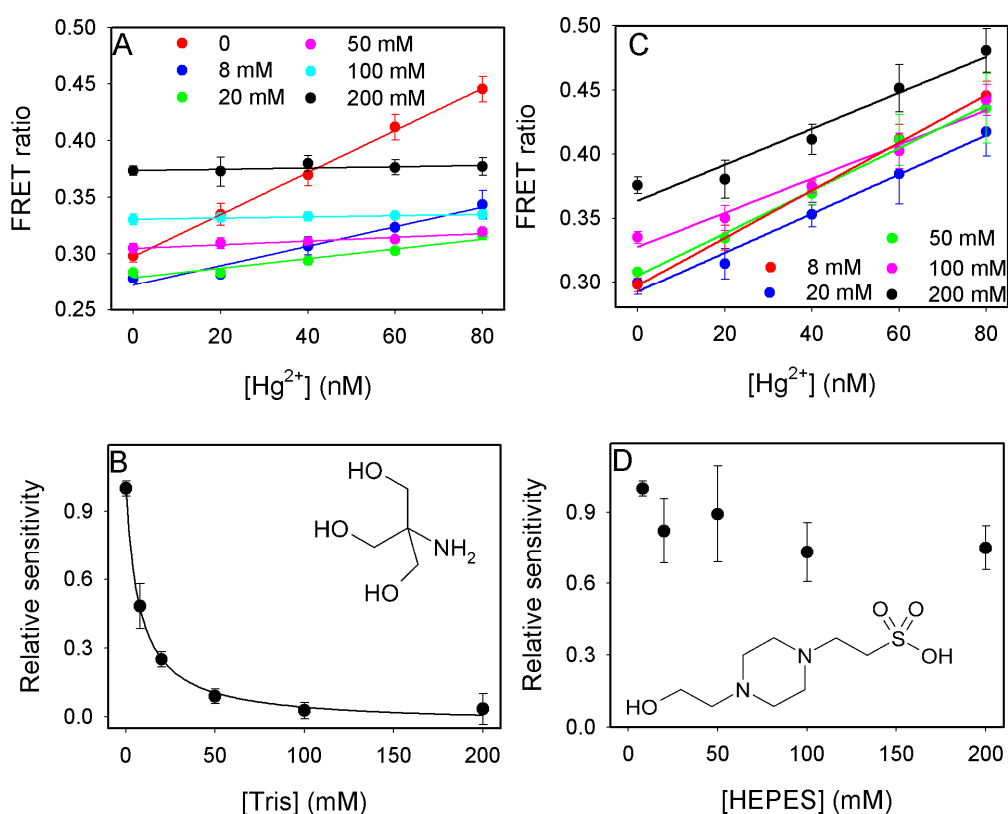 A
0
8 mM
20 mM
50 mM
100 mM
200 mM
FRET ratio
0.50
0.45
0.40
0.35
0.30
0.25
0 20 40 60 80
[Hg²⁺] (nM)
C
50 mM
8 mM
100 mM
20 mM
200 mM
FRET ratio
0.50
0.45
0.40
0.35
0.30
0 20 40 60 80
[Hg²⁺] (nM)
B
HO
HO
NH₂
HO
Relative sensitivity
0.9
0.6
0.3
0.0
0 50 100 150 200
[Tris] (mM)
D
O O
S
OH
N
N
HO
Relative sensitivity
0.9
0.6
0.3
0.0
0 50 100 150 200
[HEPES] (mM)